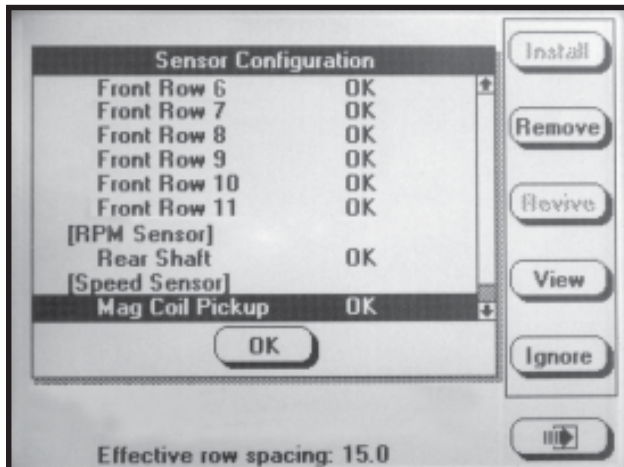 Sensor Configuration
Front Row 6 OK
Front Row 7 OK
Front Row 8 OK
Front Row 9 OK
Front Row 10 OK
Front Row 11 OK
[RPM Sensor]
Rear Shaft OK
[Speed Sensor]
Mag Coil Pickup OK
OK
Effective row spacing: 15.0
Install
Remove
Revive
View
Ignore